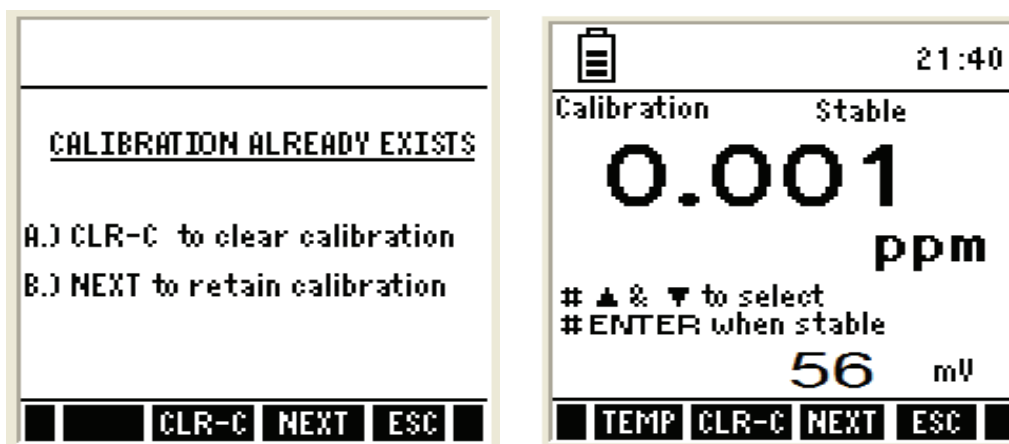 CALIBRATION ALREADY EXISTS
A.) CLR-C to clear calibration
B.) NEXT to retain calibration
CLR-C NEXT ESC
21:40
Calibration Stable
0.001
ppm
# ▲ & ▼ to select
# ENTER when stable
56 mV
TEMP CLR-C NEXT ESC